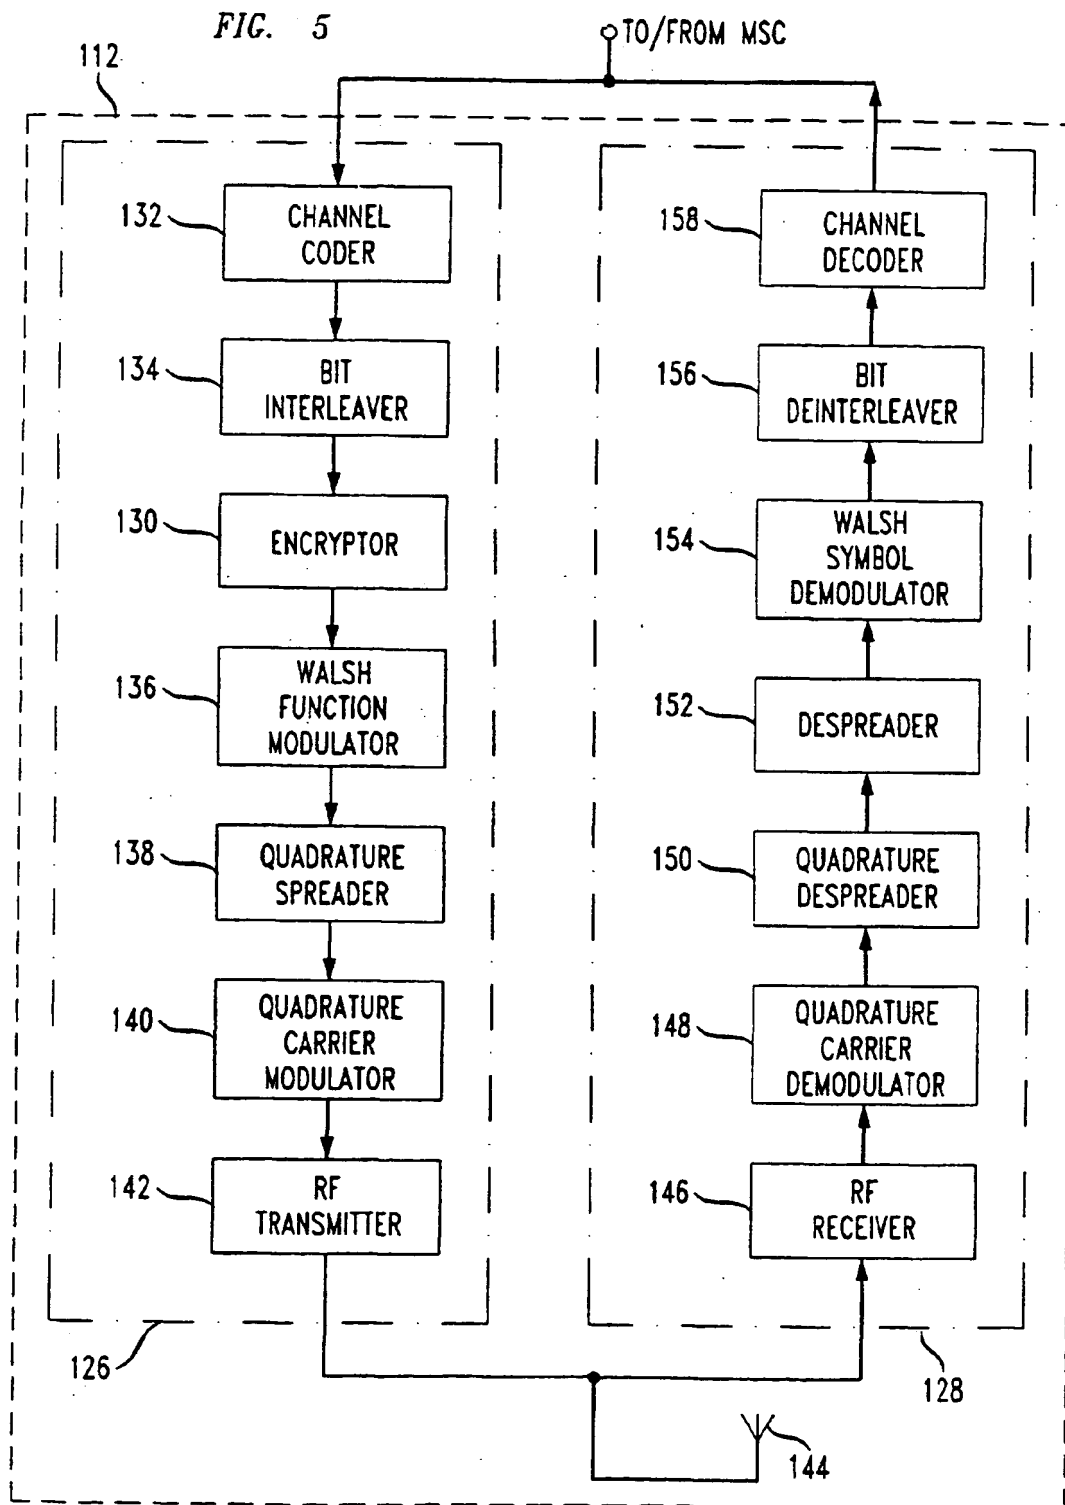 FIG. 5
TO/FROM MSC
112
132
CHANNEL
CODER
134
BIT
INTERLEAVER
130
ENCRYPTOR
136
WALSH
FUNCTION
MODULATOR
138
QUADRATURE
SPREADER
140
QUADRATURE
CARRIER
MODULATOR
142
RF
TRANSMITTER
126
158
CHANNEL
DECODER
156
BIT
DEINTERLEAVER
154
WALSH
SYMBOL
DEMODULATOR
152
DESPREADER
150
QUADRATURE
DESPREADER
148
QUADRATURE
CARRIER
DEMODULATOR
146
RF
RECEIVER
128
144